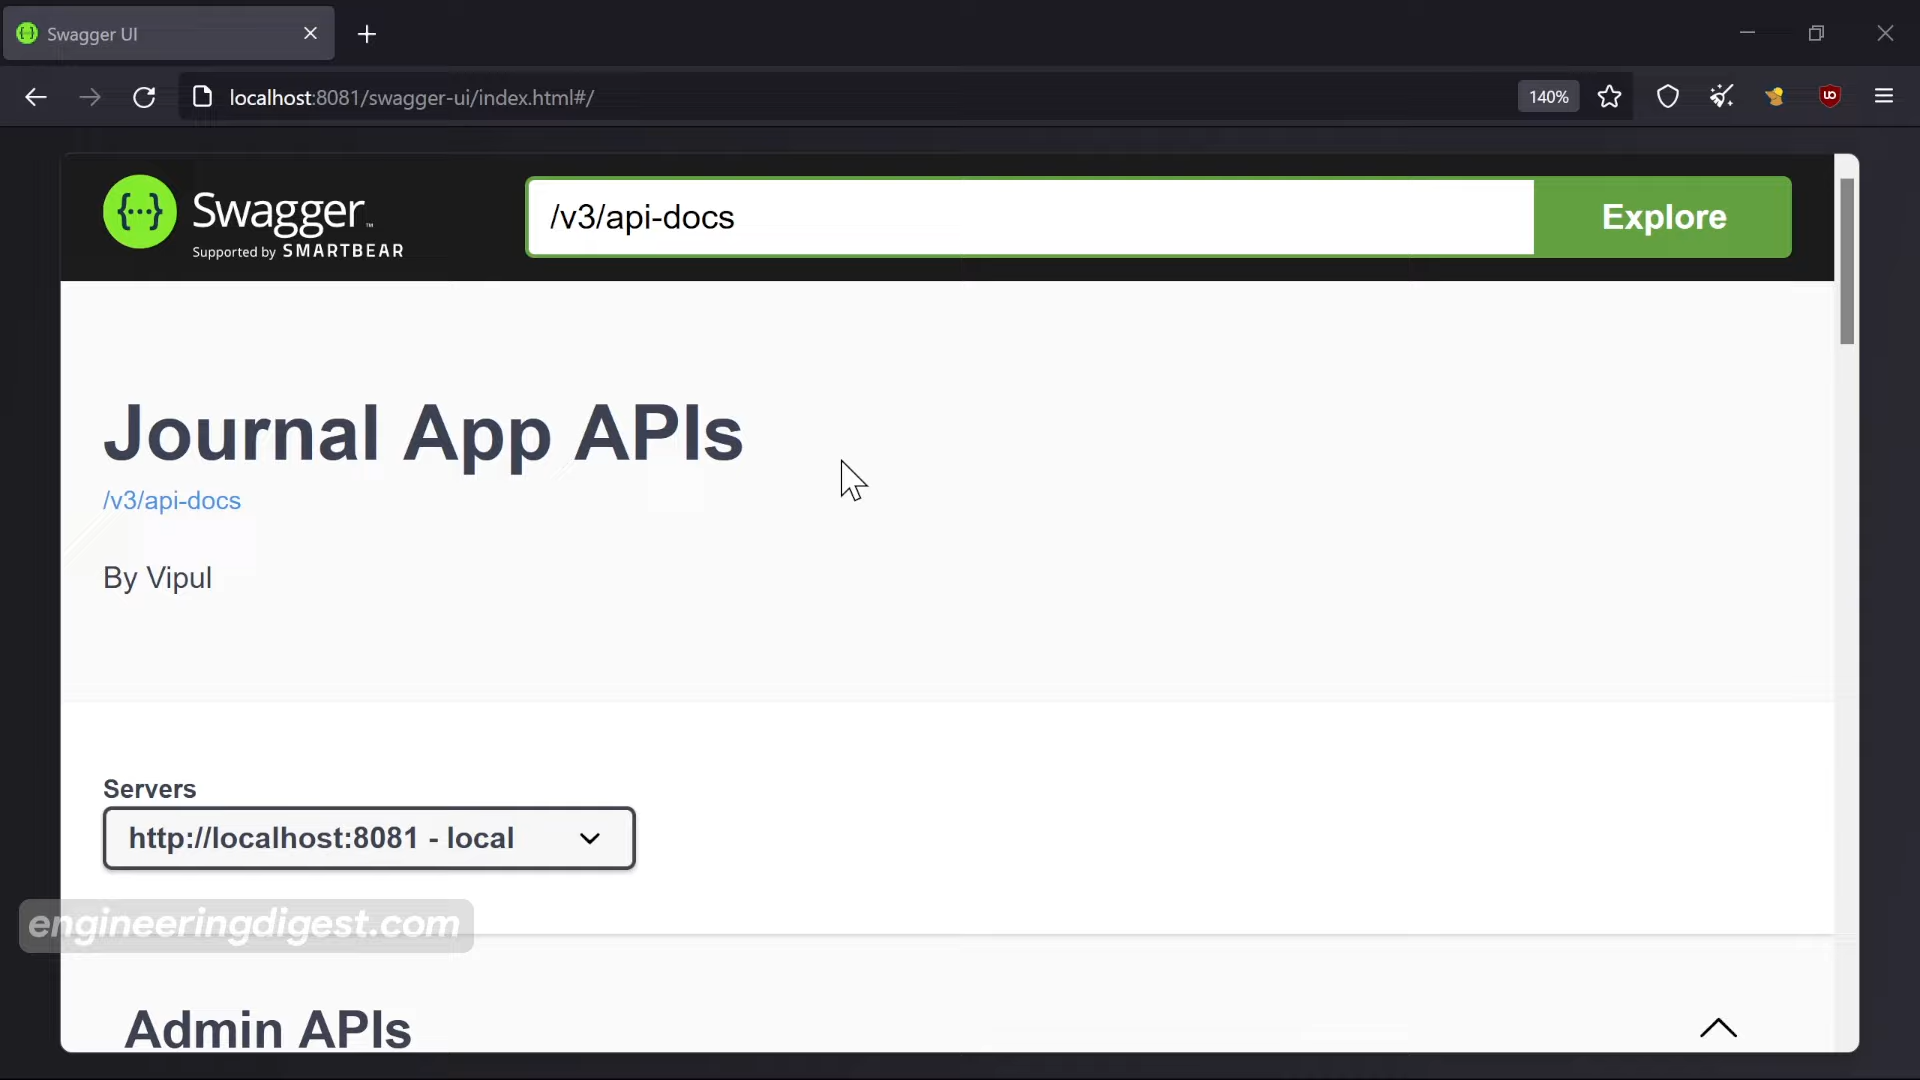 Swagger UI
localhost:8081/swagger-ui/index.html#/
140%
Swagger™
Supported by SMARTBEAR
/v3/api-docs
Explore
Journal App APIs
/v3/api-docs
By Vipul
Servers
http://localhost:8081 - local
engineeringdigest.com
Admin APIs